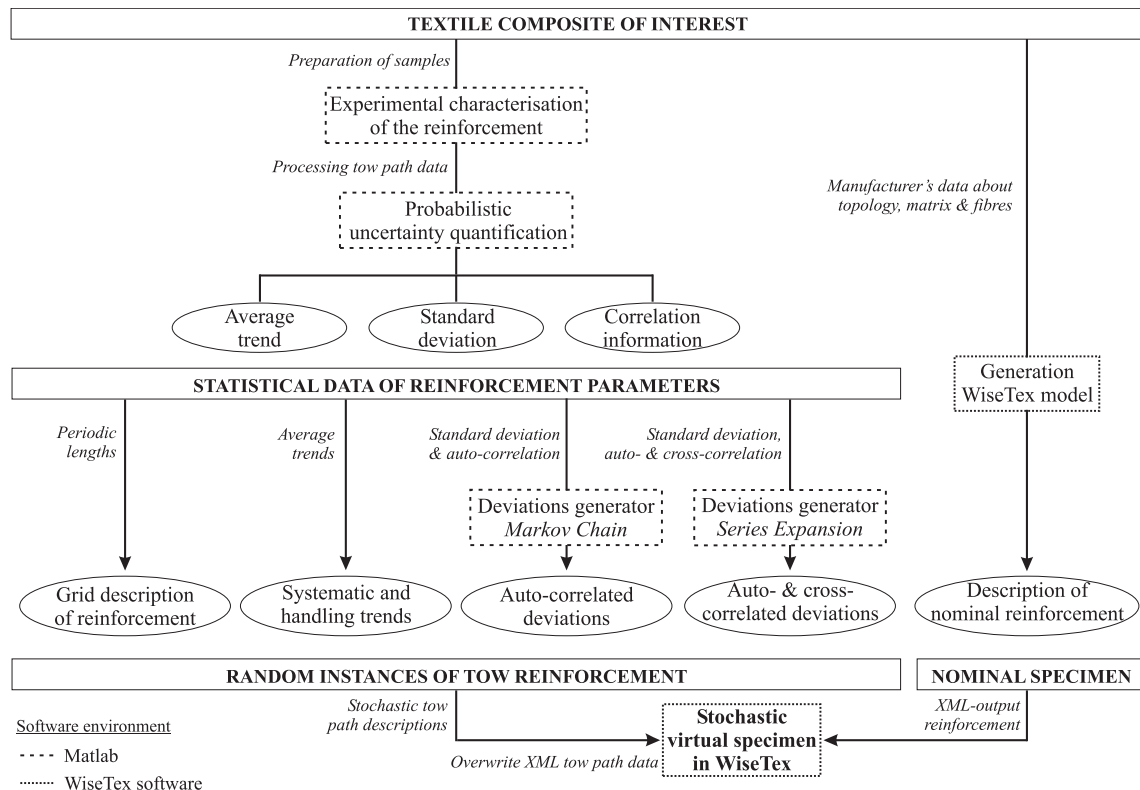 TEXTILE COMPOSITE OF INTEREST
Preparation of samples
Experimental characterisation
of the reinforcement
Processing tow path data
Probabilistic
uncertainty quantification
Average
trend
Standard
deviation
Correlation
information
Manufacturer's data about
topology, matrix & fibres
Generation
WiseTex model
STATISTICAL DATA OF REINFORCEMENT PARAMETERS
Periodic
lengths
Average
trends
Standard deviation
& auto-correlation
Standard deviation,
auto- & cross-correlation
Deviations generator
Markov Chain
Deviations generator
Series Expansion
Grid description
of reinforcement
Systematic and
handling trends
Auto-correlated
deviations
Auto- & cross-
correlated deviations
Description of
nominal reinforcement
RANDOM INSTANCES OF TOW REINFORCEMENT
NOMINAL SPECIMEN
Stochastic tow
path descriptions
Overwrite XML tow path data
Stochastic
virtual specimen
in WiseTex
XML-output
reinforcement
Software environment
Matlab
WiseTex software